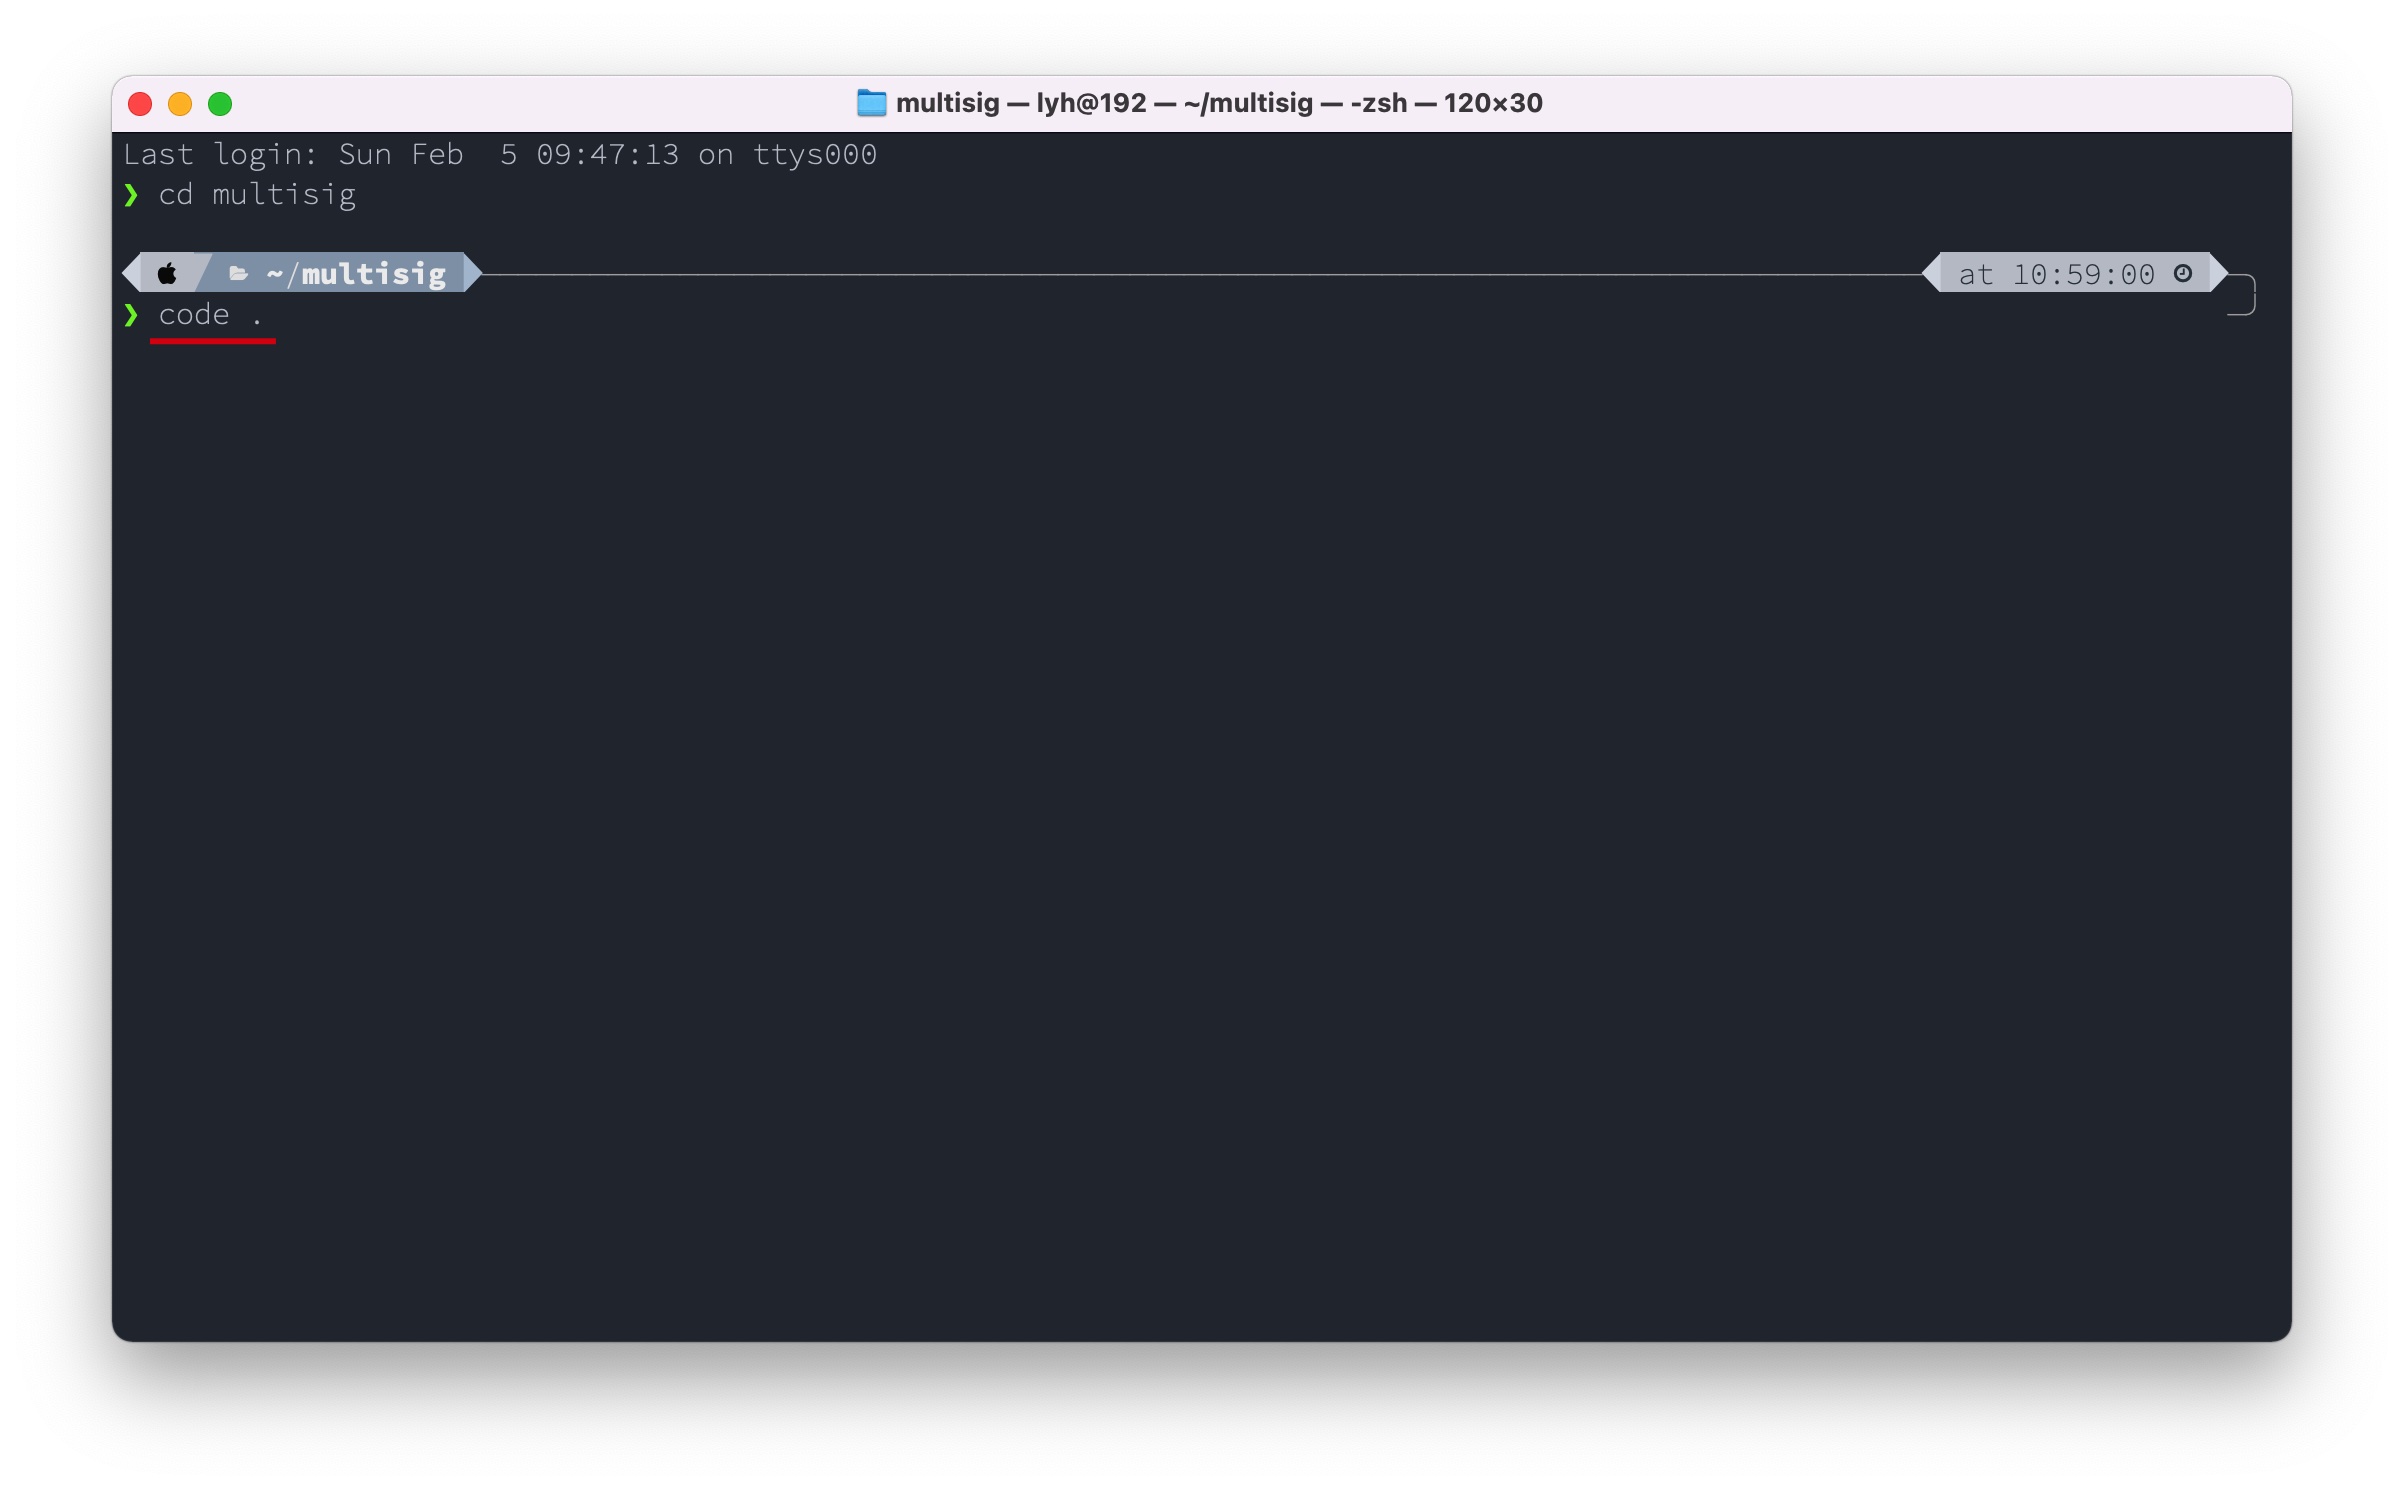 multisig — lyh@192 — ~/multisig — -zsh — 120×30
Last login: Sun Feb  5 09:47:13 on ttys000
❯ cd multisig
~/multisig at 10:59:00
❯ code .